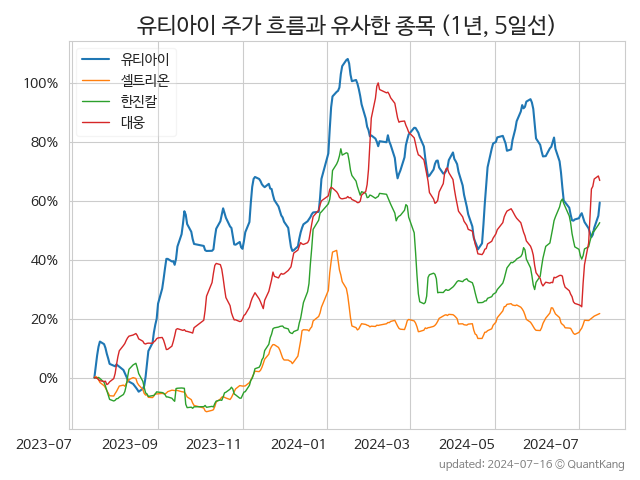 유티아이 주가 흐름과 유사한 종목 (1년, 5일선)
유티아이
셀트리온
한진칼
대웅
100%
80%
60%
40%
20%
0%
2023-07 2023-09 2023-11 2024-01 2024-03 2024-05 2024-07
updated: 2024-07-16 © QuantKang